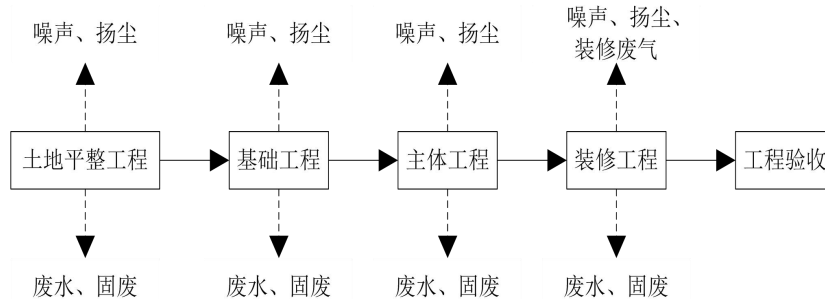 噪声、扬尘
噪声、扬尘
噪声、扬尘
噪声、扬尘、
装修废气
土地平整工程
基础工程
主体工程
装修工程
工程验收
废水、固废
废水、固废
废水、固废
废水、固废